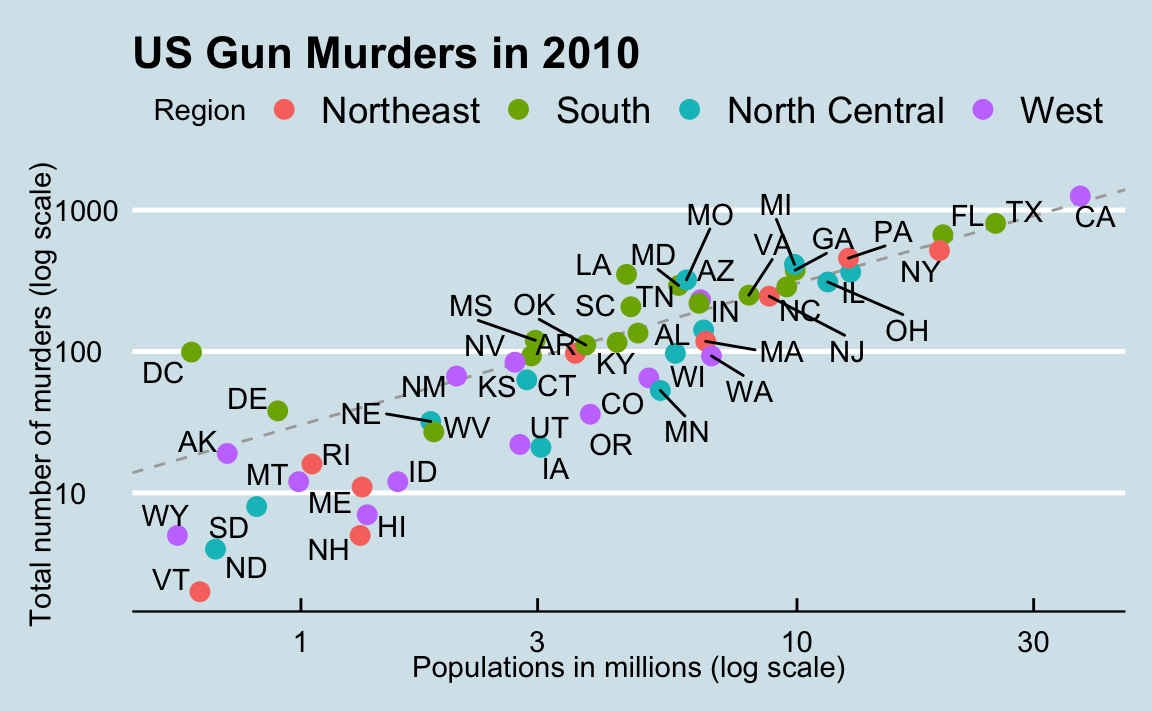 US Gun Murders in 2010
Region Northeast South North Central West
Total number of murders (log scale)
1000
100
10
MO
MI
FL
TX
CA
MD
VA
GA
PA
LA
AZ
NY
MS
OK
SC
TN
IN
NC
IL
OH
NV
AR
AL
DC
KY
MA
NJ
NM
KS
CT
WI
WA
DE
NE
WV
CO
MN
AK
UT
OR
RI
MT
ID
IA
ME
WY
SD
HI
NH
ND
VT
1 3 10 30
Populations in millions (log scale)